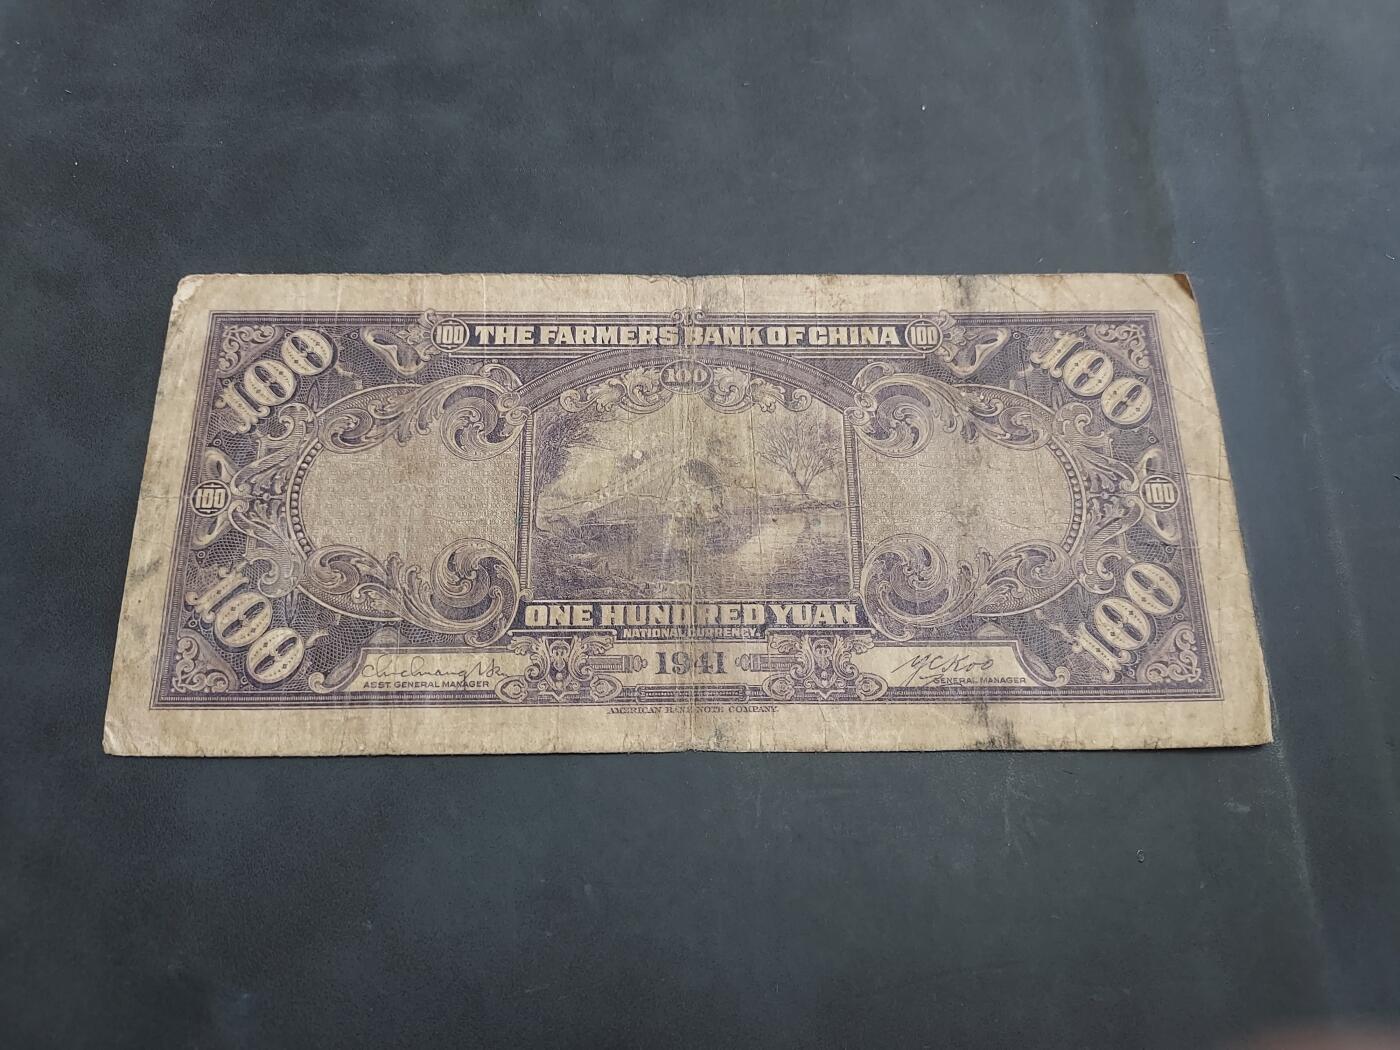 100 THE FARMERS BANK OF CHINA 100
100 100 100
100 100
100 100
ONE HUNDRED YUAN
NATIONAL CURRENCY.
1941
ASST. GENERAL MANAGER
Y C Koo
GENERAL MANAGER
AMERICAN BANK NOTE COMPANY.